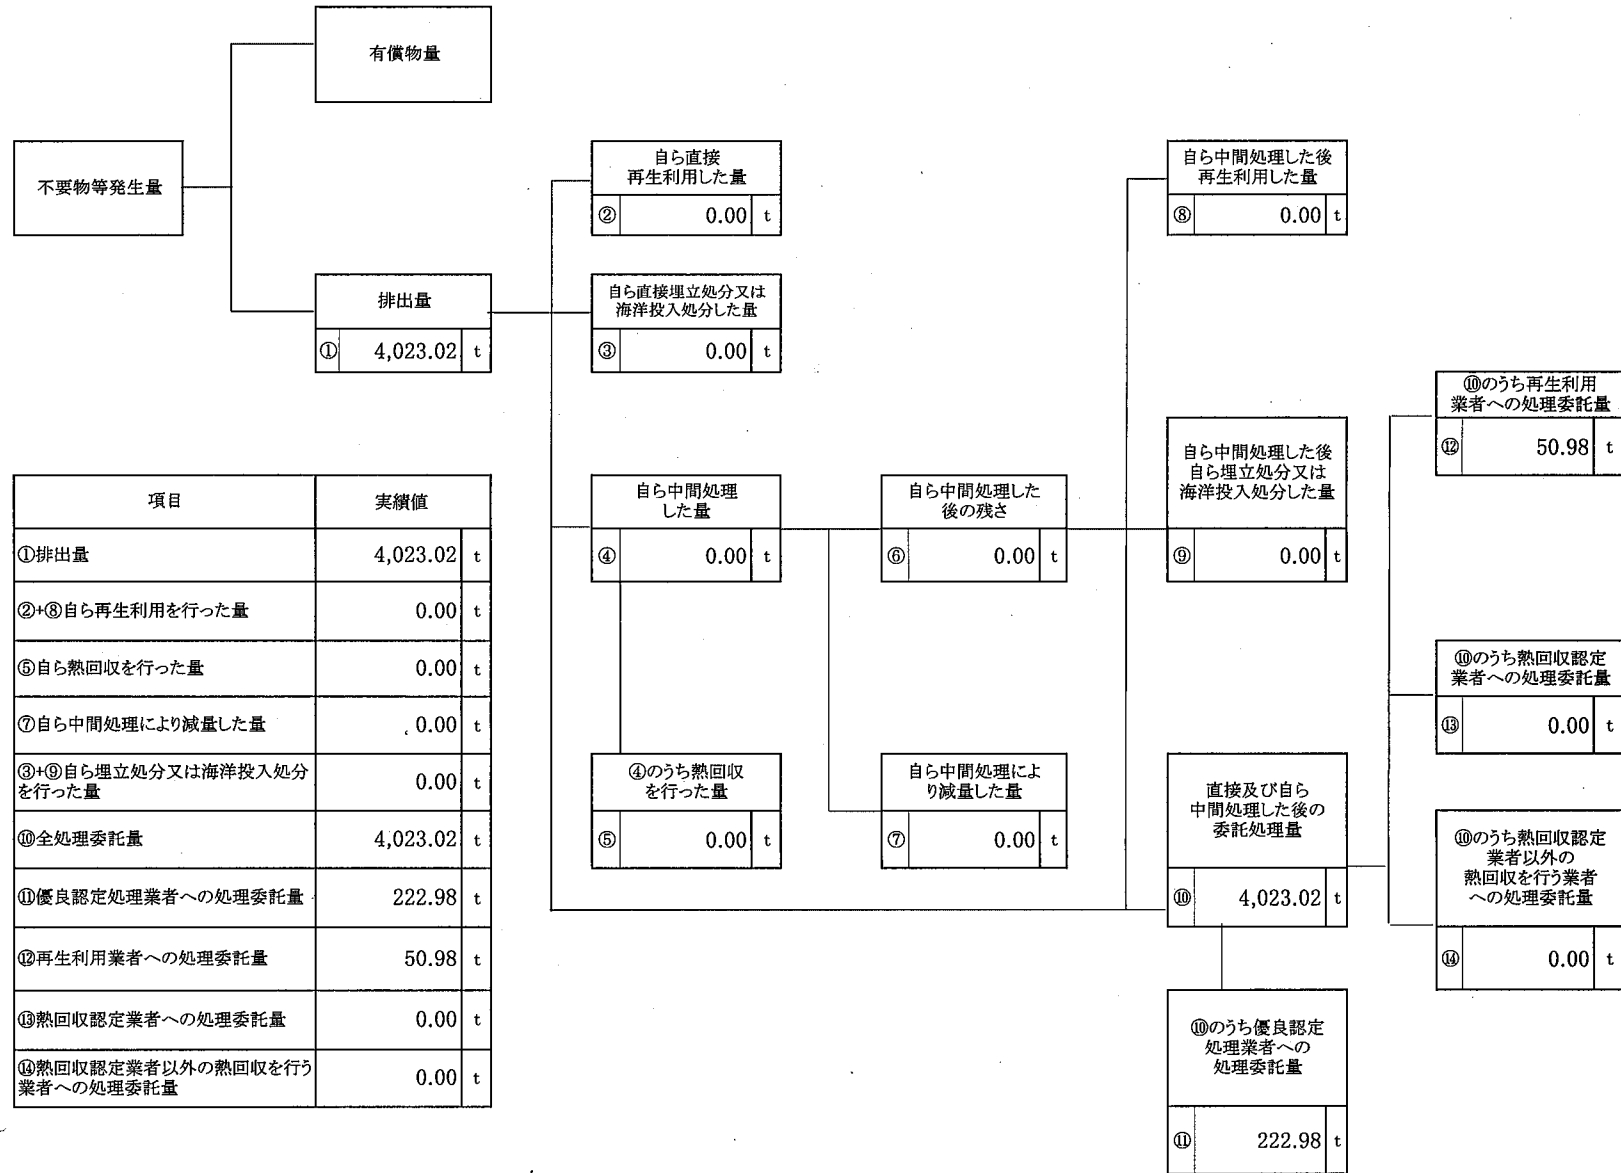 有償物量
不要物等発生量
排出量
① 4,023.02 t
自ら直接
再生利用した量
② 0.00 t
自ら直接埋立処分又は
海洋投入処分した量
③ 0.00 t
自ら中間処理
した量
④ 0.00 t
④のうち熱回収
を行った量
⑤ 0.00 t
自ら中間処理した
後の残さ
⑥ 0.00 t
自ら中間処理によ
り減量した量
⑦ 0.00 t
自ら中間処理した後
再生利用した量
⑧ 0.00 t
自ら中間処理した後
自ら埋立処分又は
海洋投入処分した量
⑨ 0.00 t
直接及び自ら
中間処理した後の
委託処理量
⑩ 4,023.02 t
⑩のうち優良認定
処理業者への
処理委託量
⑪ 222.98 t
⑩のうち再生利用
業者への処理委託量
⑫ 50.98 t
⑩のうち熱回収認定
業者への処理委託量
⑬ 0.00 t
⑩のうち熱回収認定
業者以外の
熱回収を行う業者
への処理委託量
⑭ 0.00 t
項目 実績値
①排出量 4,023.02 t
②+⑧自ら再生利用を行った量 0.00 t
⑤自ら熱回収を行った量 0.00 t
⑦自ら中間処理により減量した量 0.00 t
③+⑨自ら埋立処分又は海洋投入処分
を行った量 0.00 t
⑩全処理委託量 4,023.02 t
⑪優良認定処理業者への処理委託量 222.98 t
⑫再生利用業者への処理委託量 50.98 t
⑬熱回収認定業者への処理委託量 0.00 t
⑭熱回収認定業者以外の熱回収を行う
業者への処理委託量 0.00 t